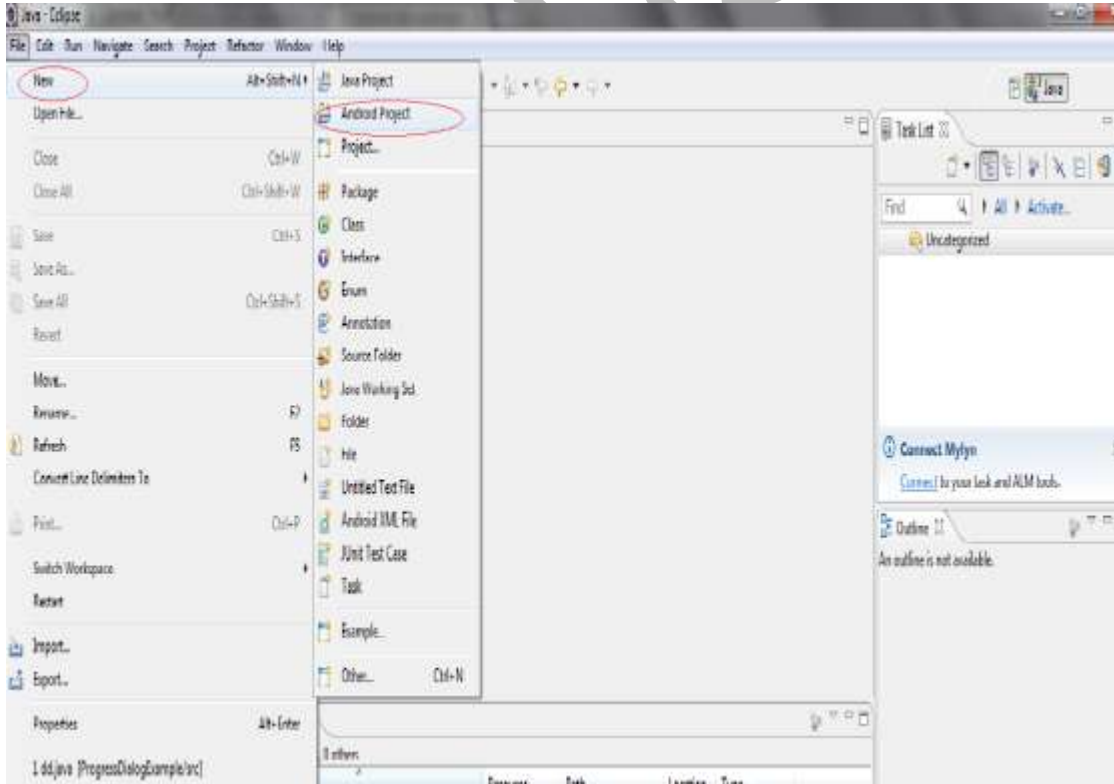 Java - Eclipse
File Edit Run Navigate Search Project Refactor Window Help
New Alt+Shift+N
Open File...
Close Ctrl+W
Close All Ctrl+Shift+W
Save Ctrl+S
Save As...
Save All Ctrl+Shift+S
Revert
Move...
Rename... F2
Refresh F5
Convert Line Delimiters To
Print... Ctrl+P
Switch Workspace
Restart
Import...
Export...
Properties Alt+Enter
1 dd.java [ProgressDialogExample/src]
Java Project
Android Project
Project...
Package
Class
Interface
Enum
Annotation
Source Folder
Java Working Set
Folder
File
Untitled Text File
Android XML File
JUnit Test Case
Task
Example...
Other... Ctrl+N
Java
Task List
Find All Activate...
Uncategorized
Connect Mylyn
Connect to your task and ALM tools.
Outline
An outline is not available.
0 others
Resource Path Location Type